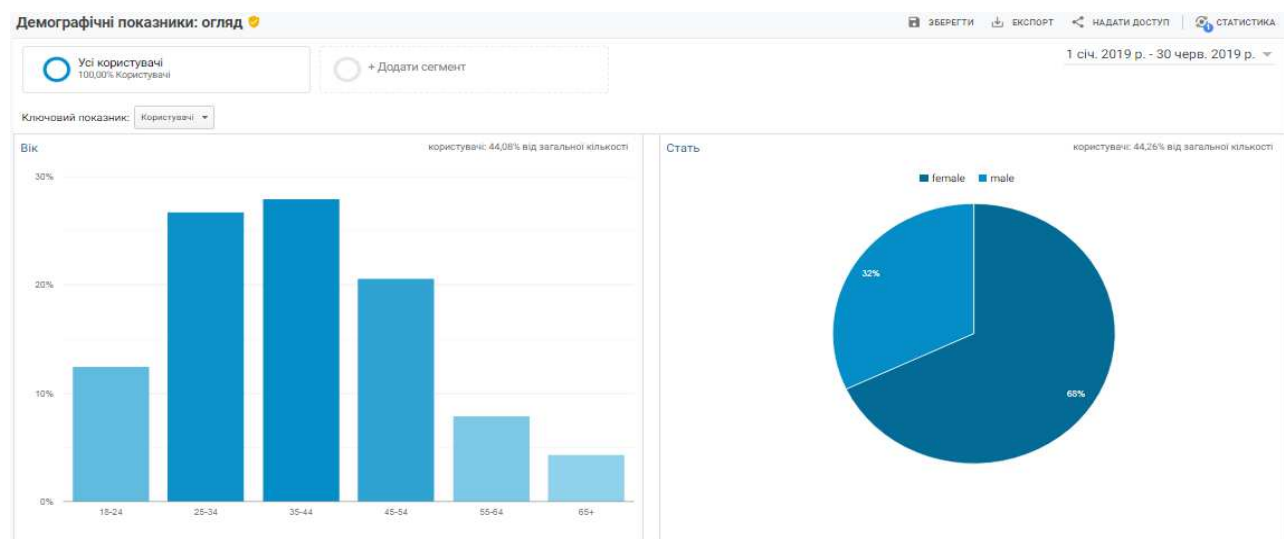 Демографічні показники: огляд
ЗБЕРЕГТИ ЕКСПОРТ НАДАТИ ДОСТУП СТАТИСТИКА
1
Усі користувачі
100,00% Користувачі
+ Додати сегмент
1 січ. 2019 р. - 30 черв. 2019 р.
Ключовий показник: Користувачі
Вік
користувачі: 44,08% від загальної кількості
30%
20%
10%
0%
18-24 25-34 35-44 45-54 55-64 65+
Стать
користувачі: 44,26% від загальної кількості
female male
32%
68%